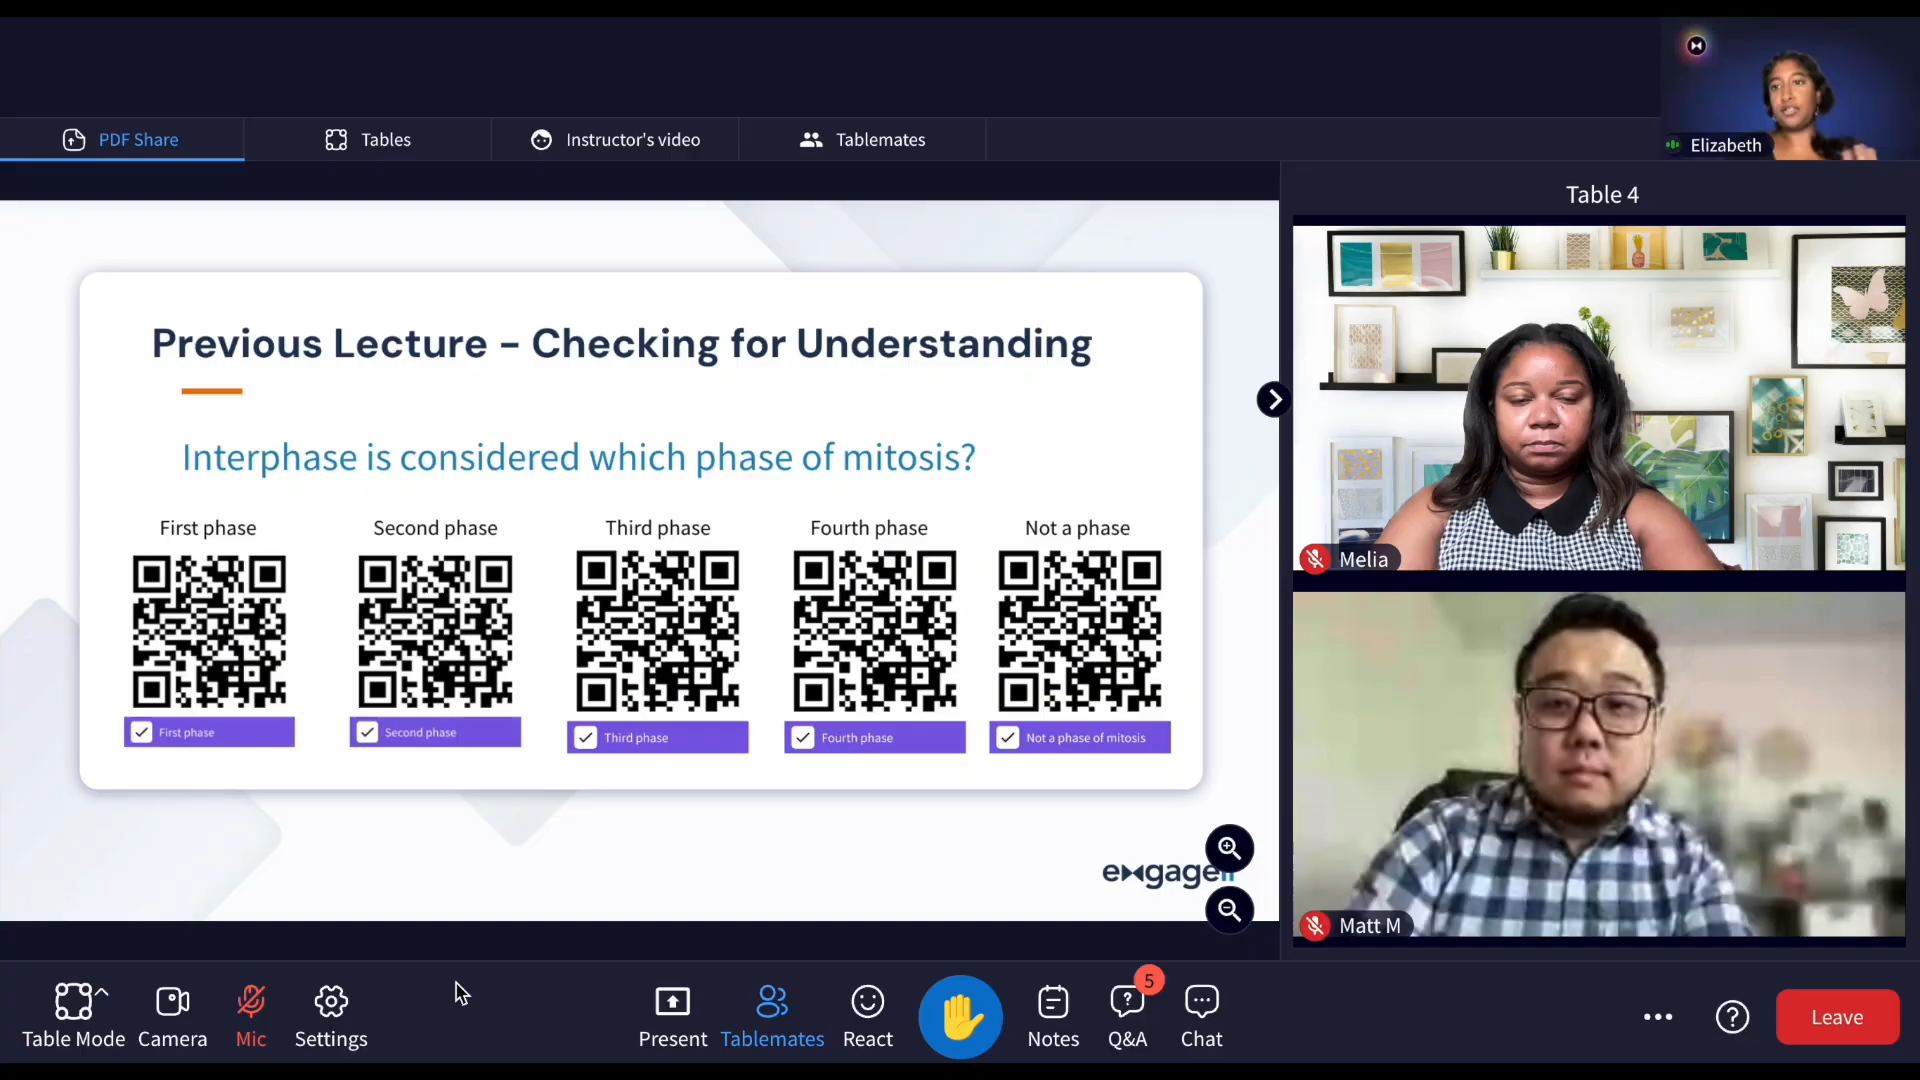 Elizabeth
PDF Share
Tables
Instructor's video
Tablemates
Table 4
Previous Lecture - Checking for Understanding
Interphase is considered which phase of mitosis?
First phase
Second phase
Third phase
Fourth phase
Not a phase
First phase
Second phase
Third phase
Fourth phase
Not a phase of mitosis
Melia
Matt M
5
Table Mode
Camera
Mic
Settings
Present
Tablemates
React
Notes
Q&A
Chat
Leave